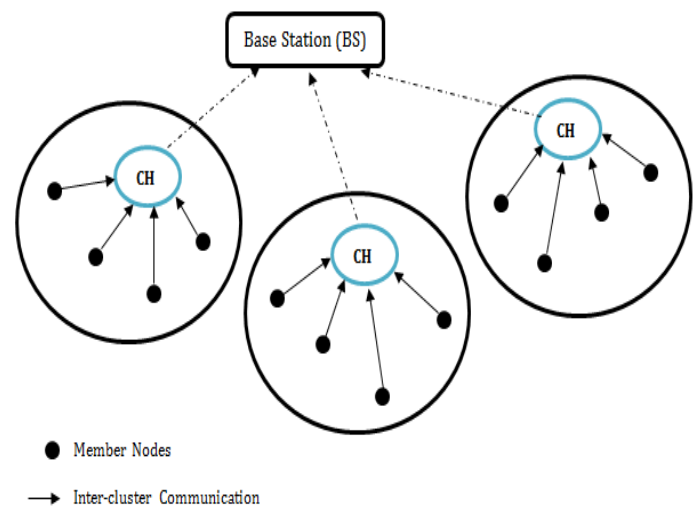 Base Station (BS)
CH
CH
CH
Member Nodes
Inter-cluster Communication